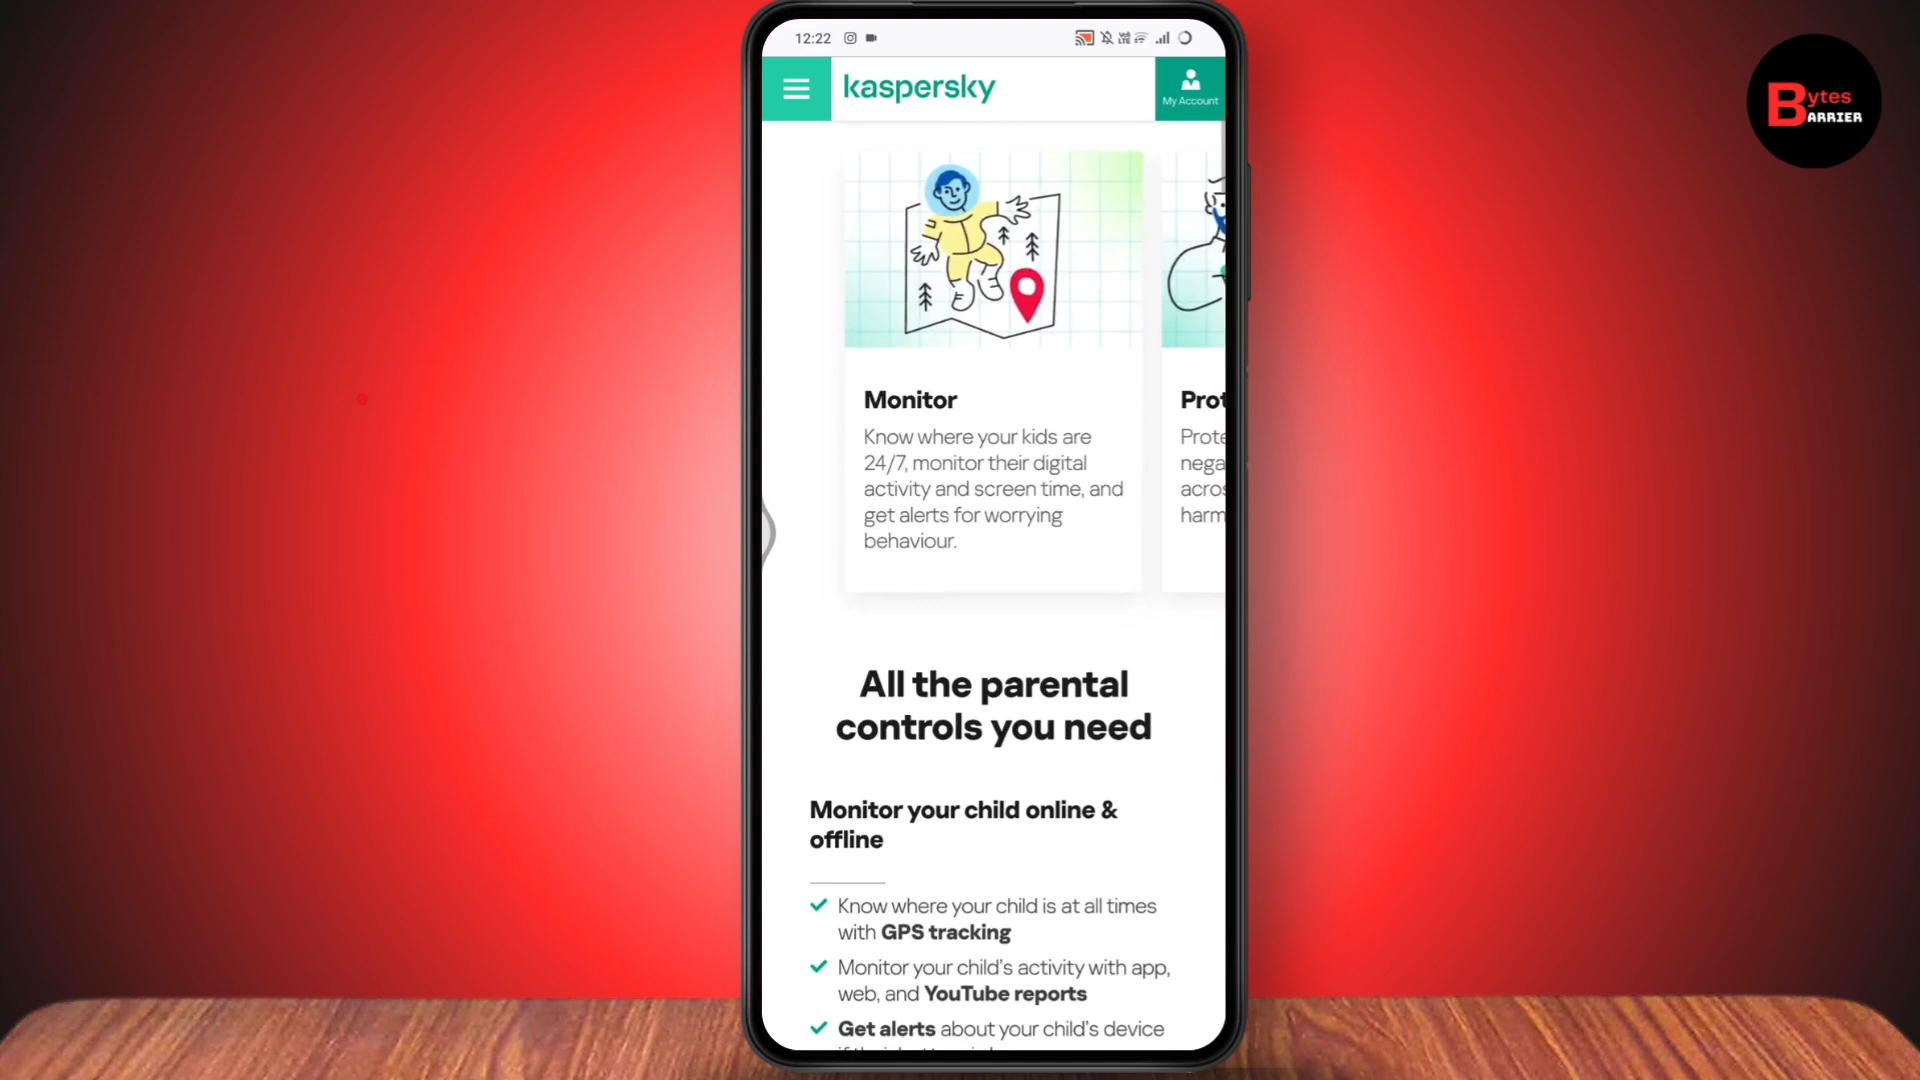 12:22
kaspersky
My Account
Bytes
BARRIER
Monitor
Know where your kids are
24/7, monitor their digital
activity and screen time, and
get alerts for worrying
behaviour.
Prot
Prote
nega
acros
harm
All the parental
controls you need
Monitor your child online &
offline
Know where your child is at all times
with GPS tracking
Monitor your child's activity with app,
web, and YouTube reports
Get alerts about your child's device